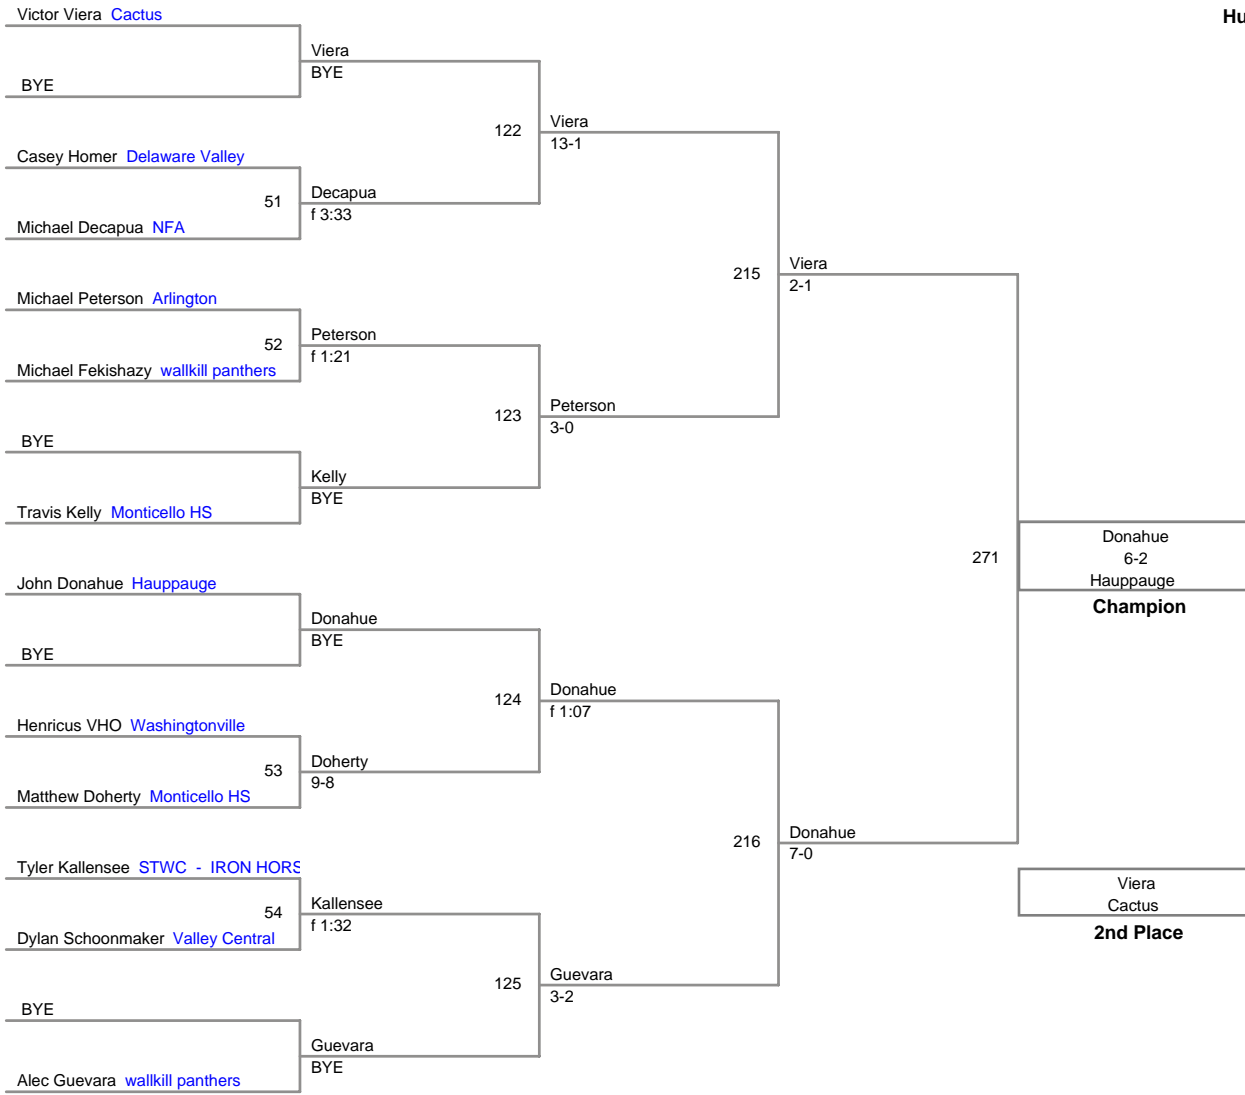 Victor Viera Cactus
Hu
Viera
BYE
BYE
Viera
122
13-1
Casey Homer Delaware Valley
Decapua
51
f 3:33
Michael Decapua NFA
Viera
215
2-1
Michael Peterson Arlington
Peterson
52
f 1:21
Michael Fekishazy wallkill panthers
Peterson
123
3-0
BYE
Kelly
BYE
Travis Kelly Monticello HS
Donahue
271
6-2
Hauppauge
Champion
John Donahue Hauppauge
Donahue
BYE
BYE
Donahue
124
f 1:07
Henricus VHO Washingtonville
Doherty
53
9-8
Matthew Doherty Monticello HS
Donahue
216
7-0
Tyler Kallensee STWC - IRON HORS
Viera
Cactus
2nd Place
Kallensee
54
f 1:32
Dylan Schoonmaker Valley Central
Guevara
125
3-2
BYE
Guevara
BYE
Alec Guevara wallkill panthers